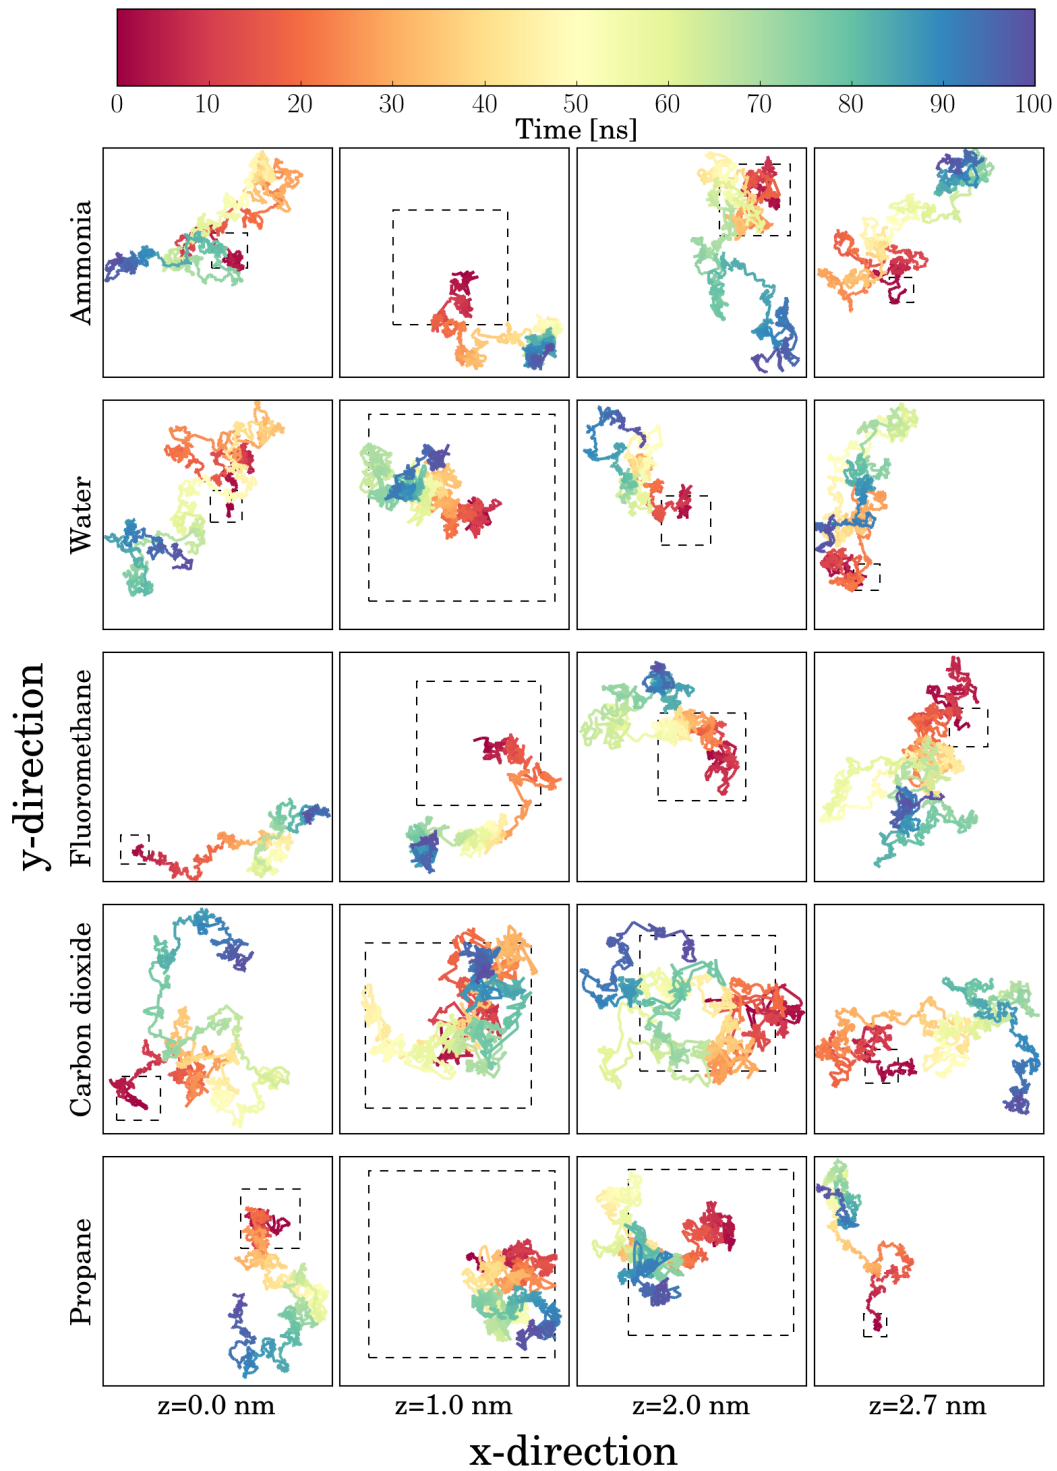 0 10 20 30 40 50 60 70 80 90 100
Time [ns]
y-direction
Ammonia
Water
Fluoromethane
Carbon dioxide
Propane
z=0.0 nm z=1.0 nm z=2.0 nm z=2.7 nm
x-direction